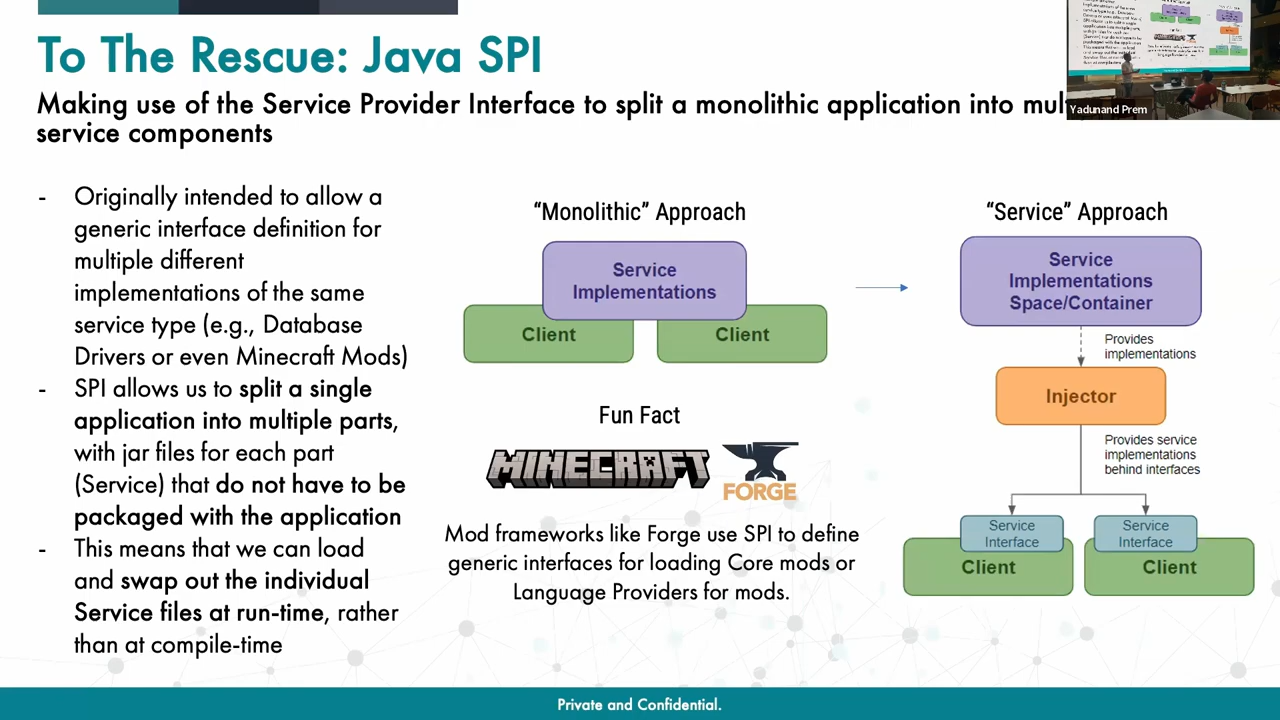 To The Rescue: Java SPI
Making use of the Service Provider Interface to split a monolithic application into
service components
- Originally intended to allow a
generic interface definition for
multiple different
implementations of the same
service type (e.g., Database
Drivers or even Minecraft Mods)
- SPI allows us to split a single
application into multiple parts,
with jar files for each part
(Service) that do not have to be
packaged with the application
- This means that we can load
and swap out the individual
Service files at run-time, rather
than at compile-time
“Monolithic” Approach
Service
Implementations
Client
Client
Fun Fact
MINECRAFT
FORGE
Mod frameworks like Forge use SPI to define
generic interfaces for loading Core mods or
Language Providers for mods.
“Service” Approach
Service
Implementations
Space/Container
Provides
implementations
Injector
Provides service
implementations
behind interfaces
Service
Interface
Service
Interface
Client
Client
Yadunand Prem
Private and Confidential.